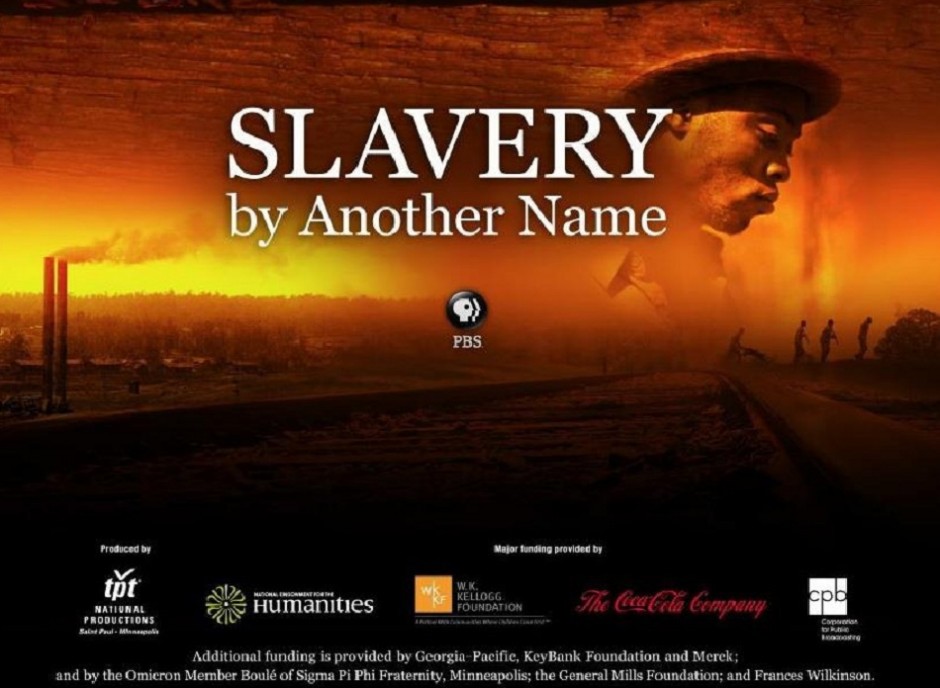 SLAVERY
by Another Name
PBS
Produced by
Major funding provided by
tpt
NATIONAL
PRODUCTIONS
Saint Paul - Minneapolis
NATIONAL ENDOWMENT FOR THE
Humanities
wk
kf
W.K.
KELLOGG
FOUNDATION
The Coca-Cola Company
cpb
Corporation
for Public
Broadcasting
Additional funding is provided by Georgia-Pacific, KeyBank Foundation and Merck;
and by the Omicron Member Boulé of Sigma Pi Phi Fraternity, Minneapolis; the General Mills Foundation; and Frances Wilkinson.